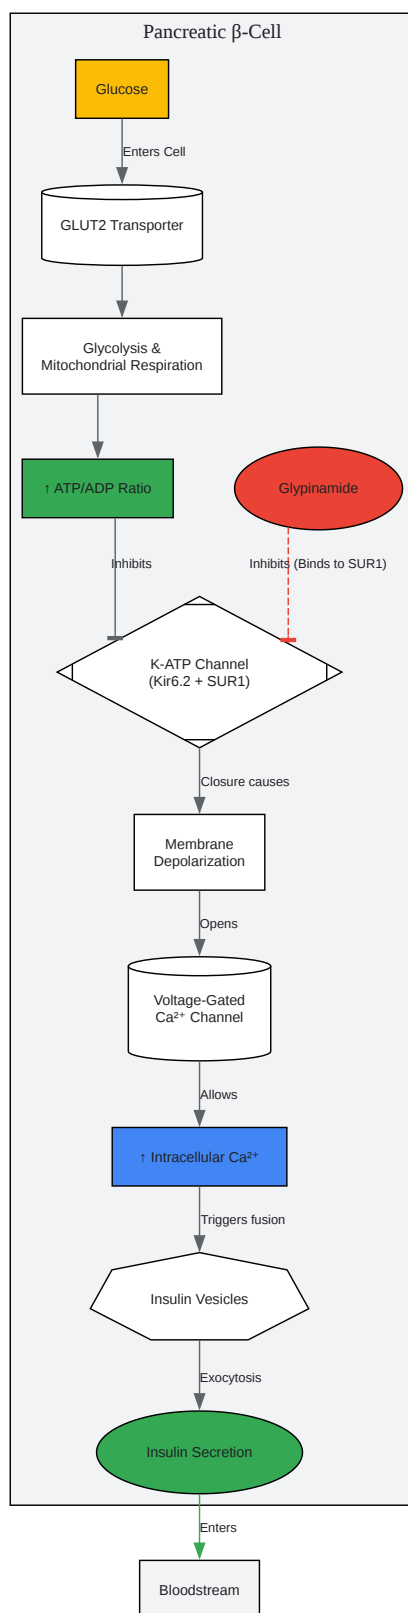 Pancreatic β-Cell
Glucose
Enters Cell
GLUT2 Transporter
Glycolysis &
Mitochondrial Respiration
↑ ATP/ADP Ratio
Glypinamide
Inhibits
Inhibits (Binds to SUR1)
K-ATP Channel
(Kir6.2 + SUR1)
Closure causes
Membrane
Depolarization
Opens
Voltage-Gated
Ca²⁺ Channel
Allows
↑ Intracellular Ca²⁺
Triggers fusion
Insulin Vesicles
Exocytosis
Insulin Secretion
Enters
Bloodstream